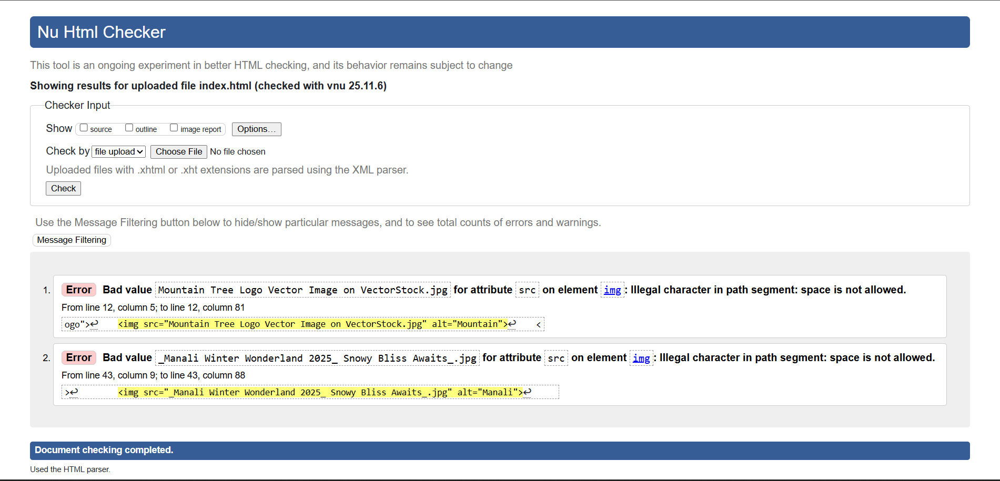 Nu Html Checker
This tool is an ongoing experiment in better HTML checking, and its behavior remains subject to change
Showing results for uploaded file index.html (checked with vnu 25.11.6)
Checker Input
Show source outline image report Options...
Check by file upload Choose File No file chosen
Uploaded files with .xhtml or .xht extensions are parsed using the XML parser.
Check
Use the Message Filtering button below to hide/show particular messages, and to see total counts of errors and warnings.
Message Filtering
1. Error Bad value Mountain Tree Logo Vector Image on VectorStock.jpg for attribute src on element img: Illegal character in path segment: space is not allowed.
From line 12, column 5; to line 12, column 81
ogo">↩ <img src="Mountain Tree Logo Vector Image on VectorStock.jpg" alt="Mountain">↩ <
2. Error Bad value _Manali Winter Wonderland 2025_ Snowy Bliss Awaits_.jpg for attribute src on element img: Illegal character in path segment: space is not allowed.
From line 43, column 9; to line 43, column 88
>↩ <img src="_Manali Winter Wonderland 2025_ Snowy Bliss Awaits_.jpg" alt="Manali">↩
Document checking completed.
Used the HTML parser.